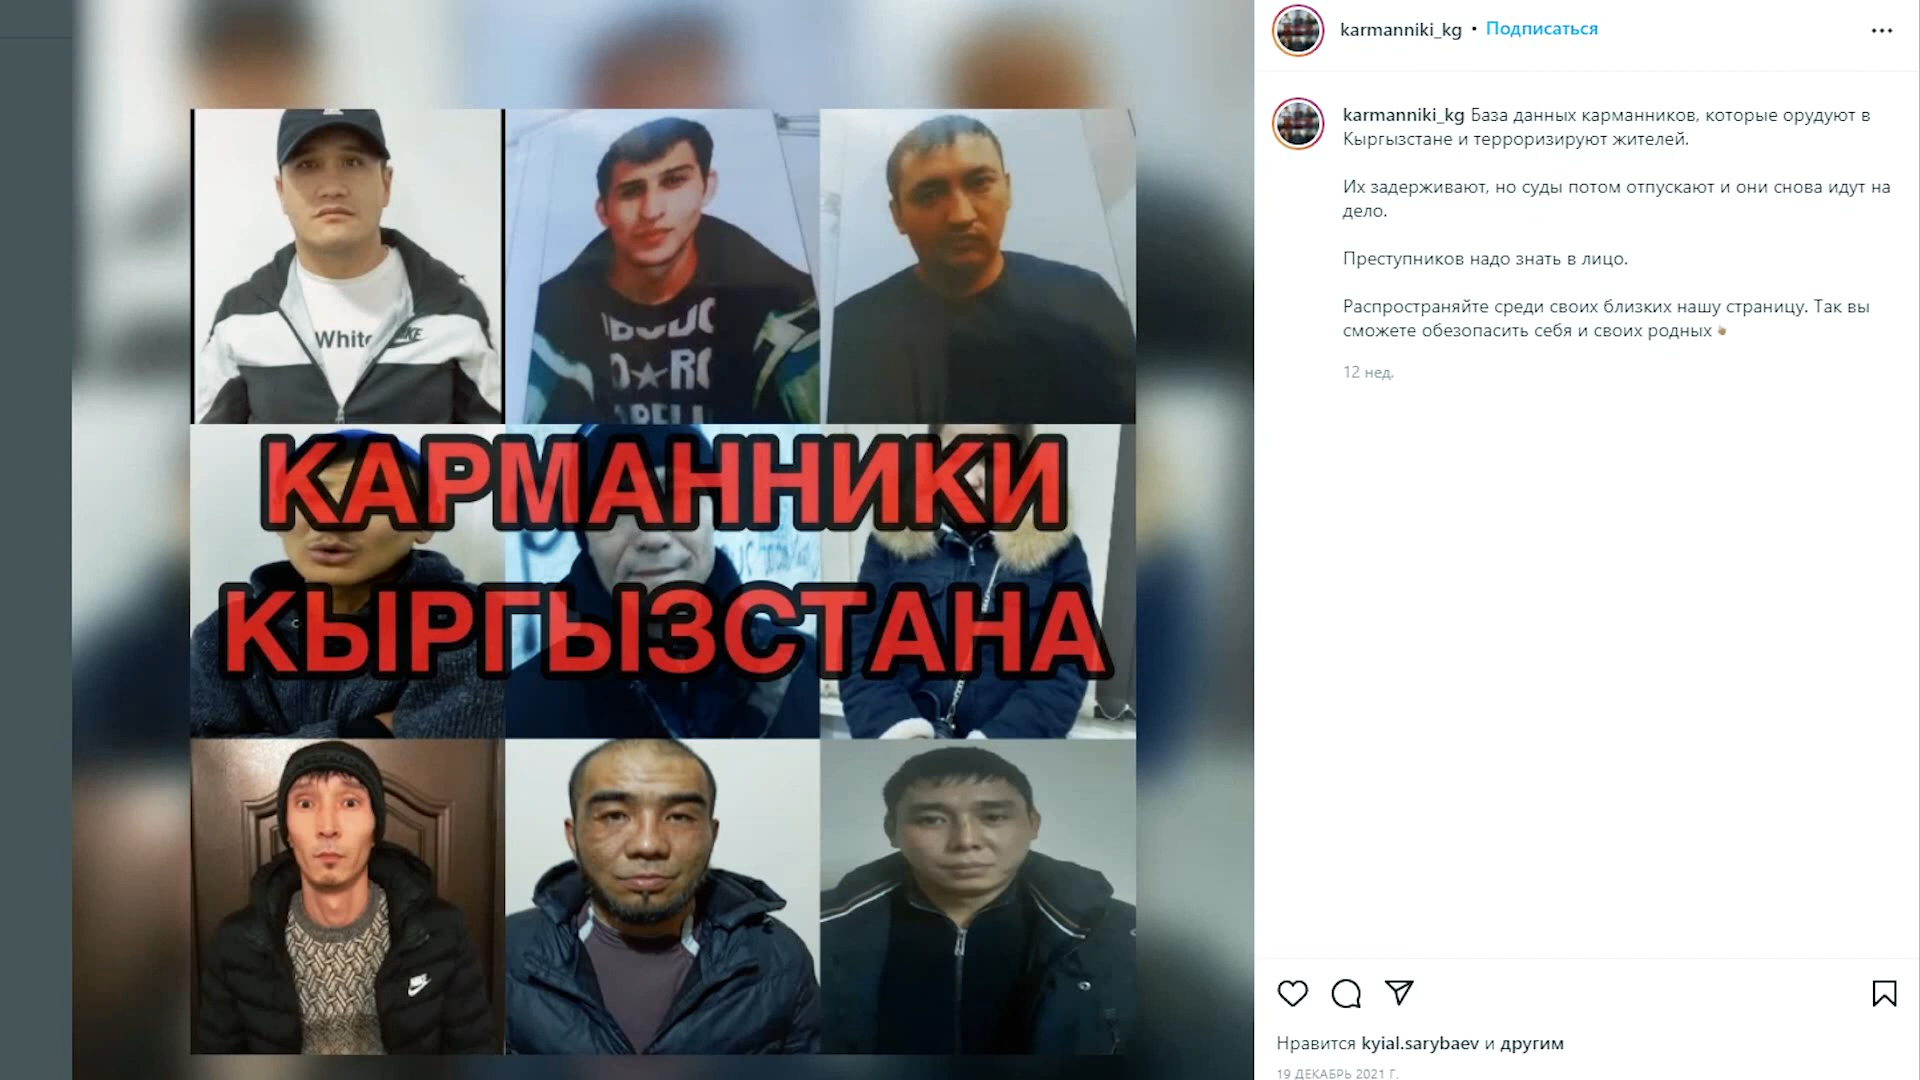 karmanniki_kg • Подписаться
karmanniki_kg База данных карманников, которые орудуют в
Кыргызстане и терроризируют жителей.
Их задерживают, но суды потом отпускают и они снова идут на
дело.
Преступников надо знать в лицо.
Распространяйте среди своих близких нашу страницу. Так вы
сможете обезопасить себя и своих родных
12 нед.
White
NIKE
КАРМАННИКИ
КЫРГЫЗСТАНА
NIKE
Нравится kyial.sarybaev и другим
19 ДЕКАБРЬ 2021 Г.